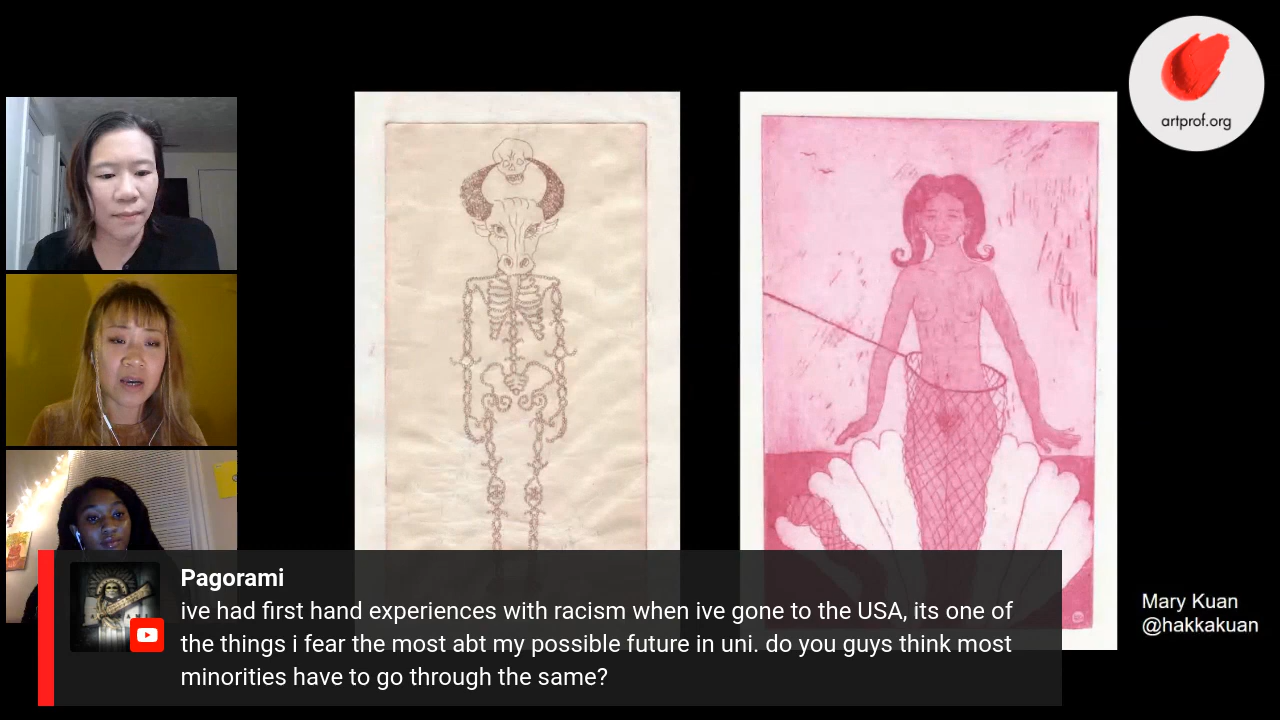 artprof.org
Pagorami
ive had first hand experiences with racism when ive gone to the USA, its one of
the things i fear the most abt my possible future in uni. do you guys think most
minorities have to go through the same?
Mary Kuan
@hakkakuan